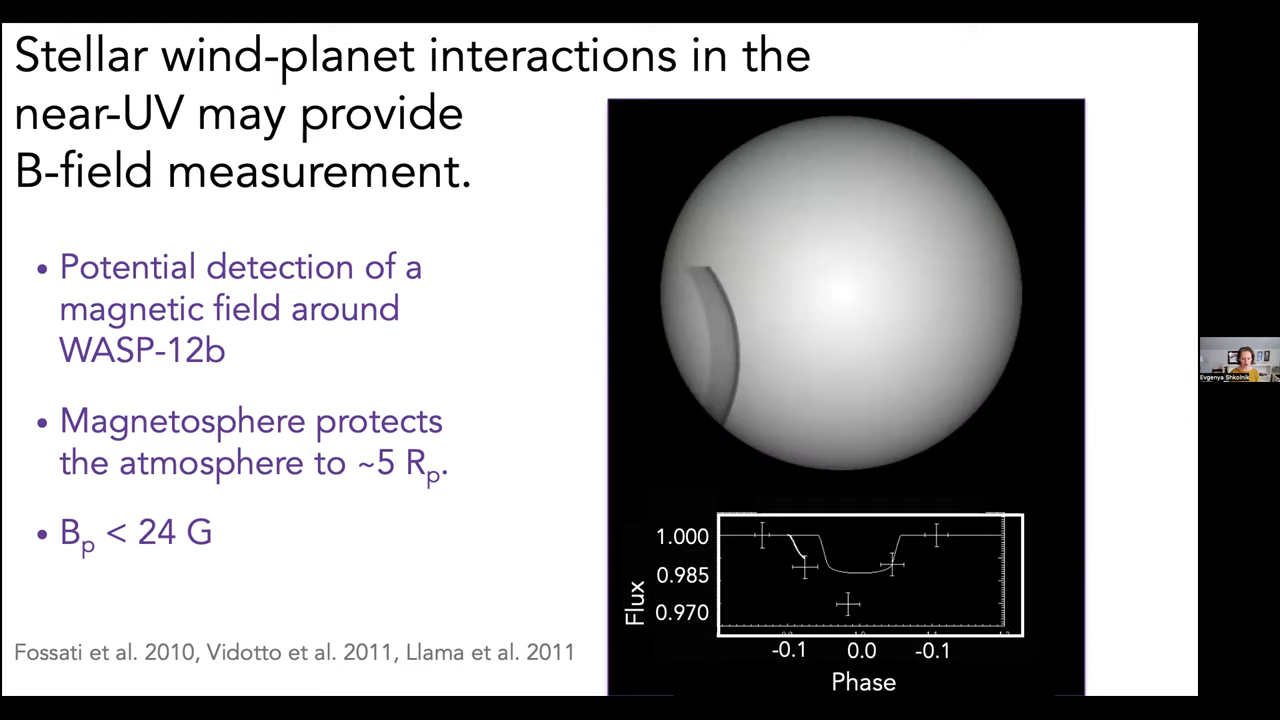 Stellar wind-planet interactions in the
near-UV may provide
B-field measurement.
• Potential detection of a
magnetic field around
WASP-12b
• Magnetosphere protects
the atmosphere to ~5 Rp.
• Bp < 24 G
Fossati et al. 2010, Vidotto et al. 2011, Llama et al. 2011
1.000
0.985
0.970
Flux
-0.1 0.0 -0.1
Phase
Evgenya Shkolnik